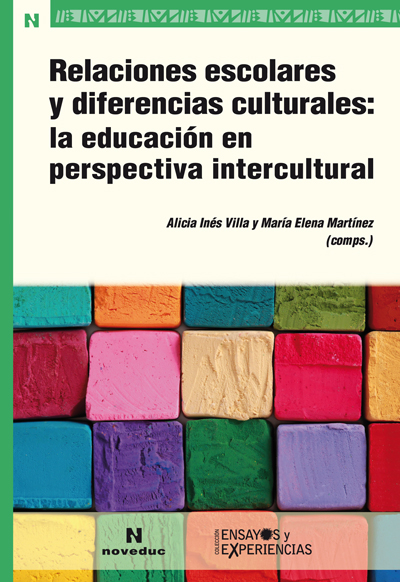 N
Relaciones escolares
y diferencias culturales:
la educación en
perspectiva intercultural
Alicia Inés Villa y María Elena Martínez
(comps.)
N
noveduc
COLECCIÓN
ENSAYOS y
EXPERIENCIAS